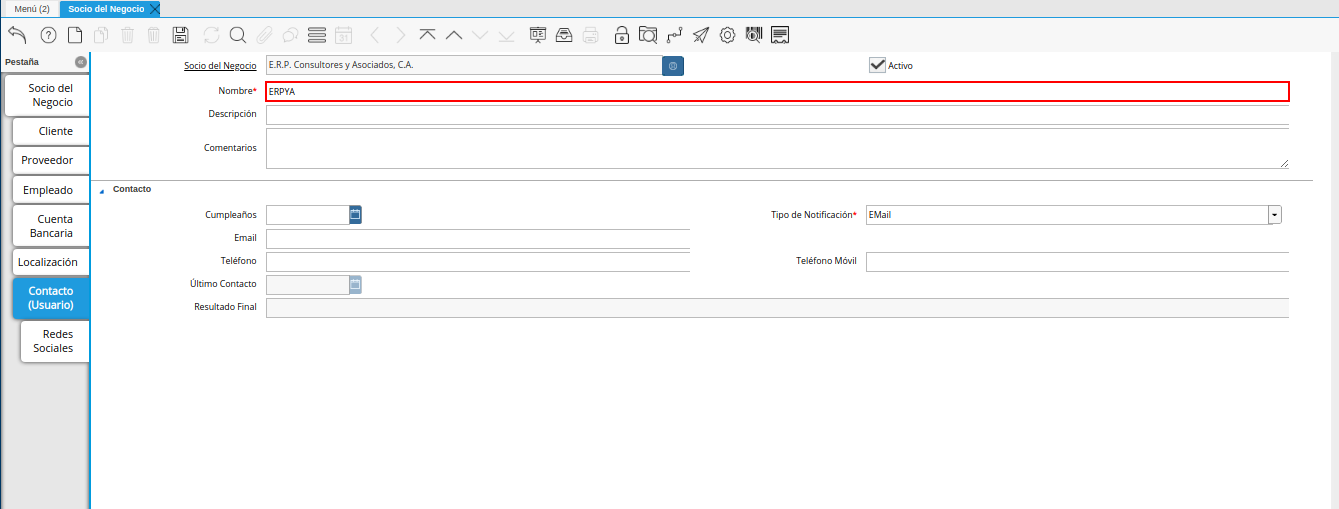 Menú (2) Socio del Negocio
Pestaña
Socio del
Negocio
Cliente
Proveedor
Empleado
Cuenta
Bancaria
Localización
Contacto
(Usuario)
Redes
Sociales
Socio del Negocio E.R.P. Consultores y Asociados, C.A. Activo
Nombre* ERPYA
Descripción
Comentarios
Contacto
Cumpleaños Tipo de Notificación* EMail
Email
Teléfono Teléfono Móvil
Último Contacto
Resultado Final